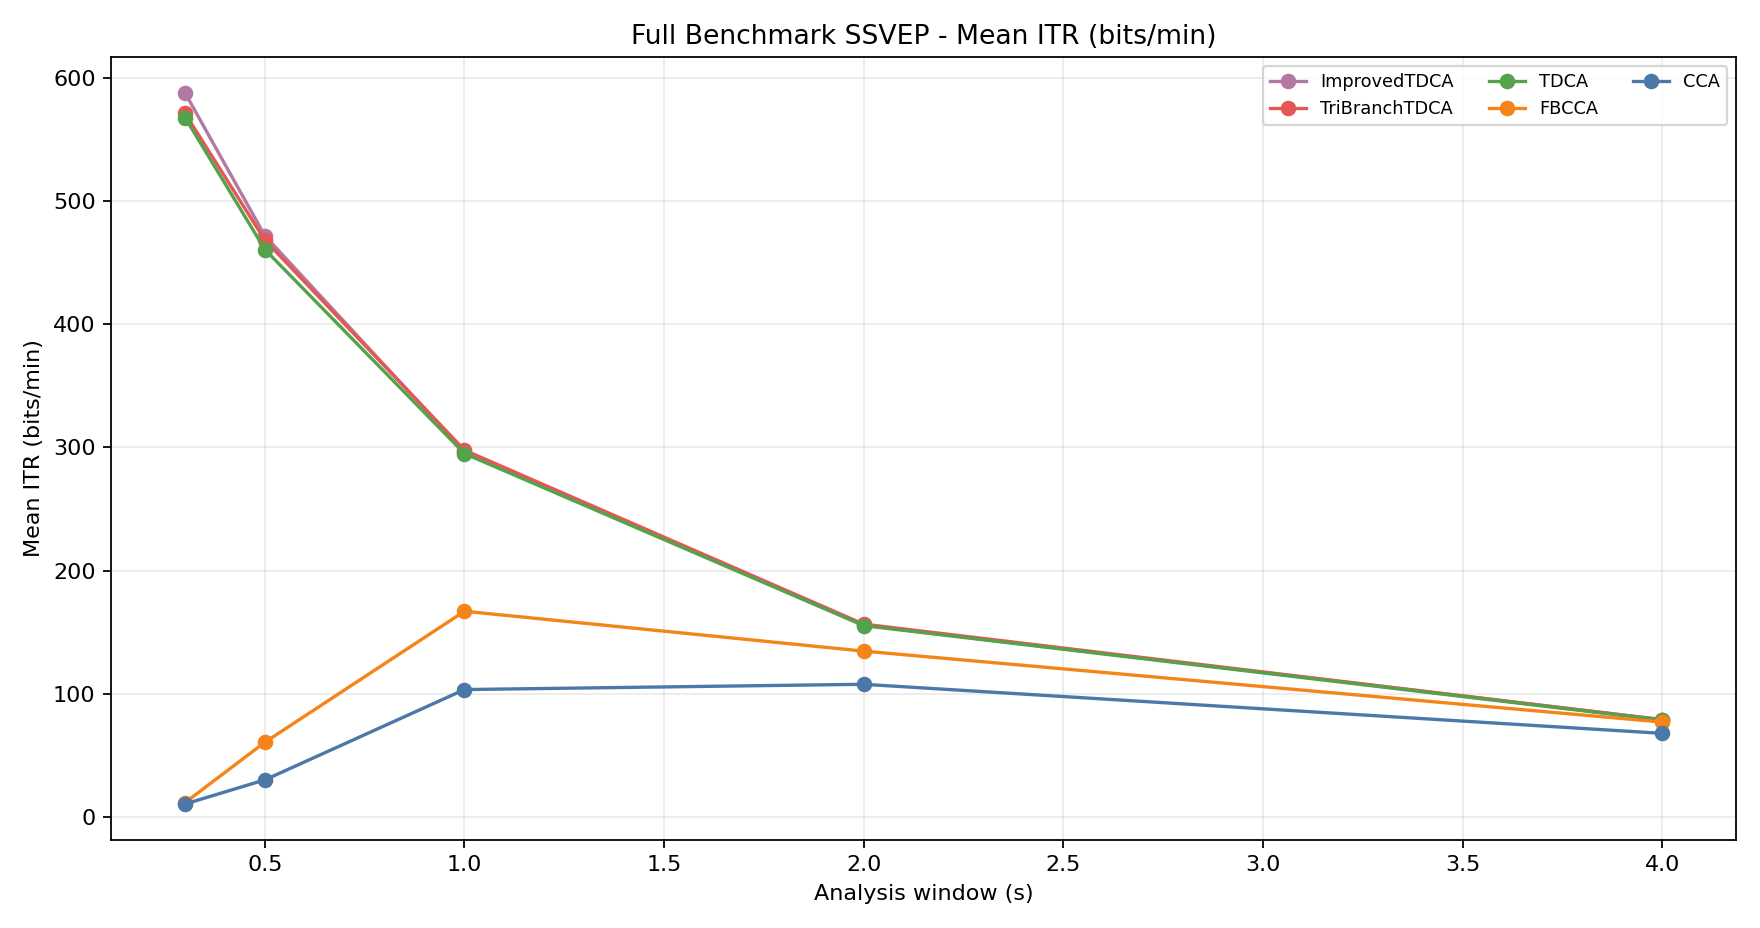 Full Benchmark SSVEP - Mean ITR (bits/min)
ImprovedTDCA
TriBranchTDCA
TDCA
FBCCA
CCA
600
500
400
300
200
100
0
Mean ITR (bits/min)
0.5 1.0 1.5 2.0 2.5 3.0 3.5 4.0
Analysis window (s)